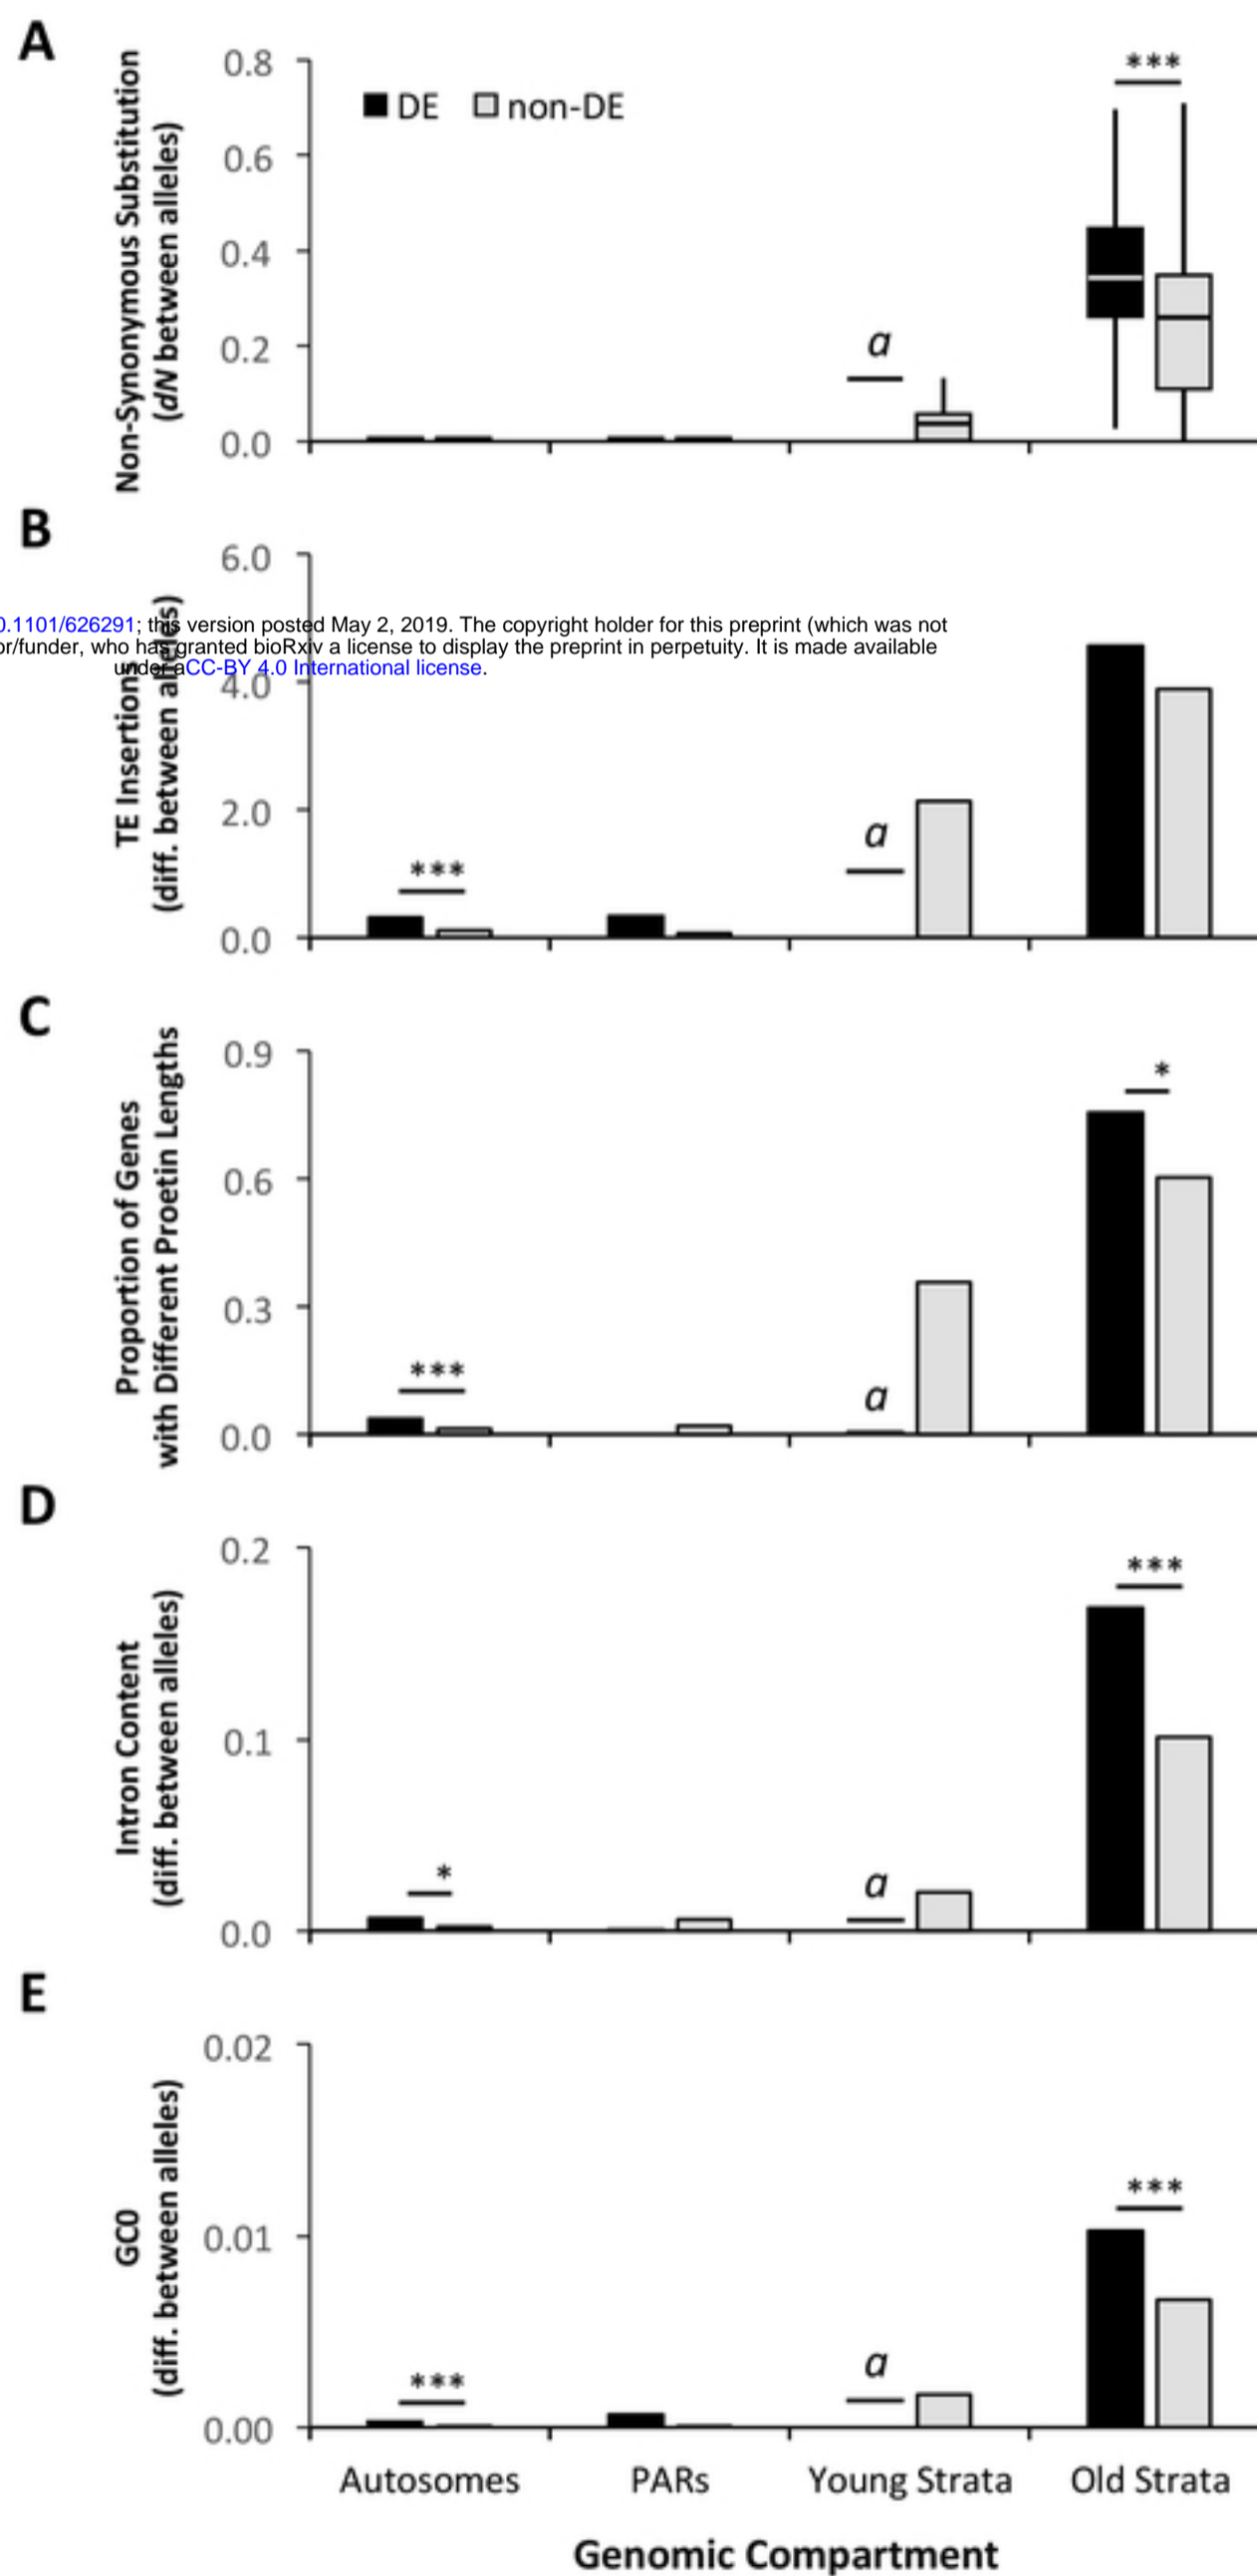 A
Non-Synonymous Substitution
(dN between alleles)
0.8
0.6
0.4
0.2
0.0
DE
non-DE
a
***
B
TE Insertions
(diff. between alleles)
6.0
4.0
2.0
0.0
0.1101/626291; this version posted May 2, 2019. The copyright holder for this preprint (which was not
or/funder, who has granted bioRxiv a license to display the preprint in perpetuity. It is made available
under aCC-BY 4.0 International license.
***
a
C
Proportion of Genes
with Different Proetin Lengths
0.9
0.6
0.3
0.0
***
a
*
D
Intron Content
(diff. between alleles)
0.2
0.1
0.0
*
a
***
E
GC0
(diff. between alleles)
0.02
0.01
0.00
***
a
***
Autosomes
PARs
Young Strata
Old Strata
Genomic Compartment